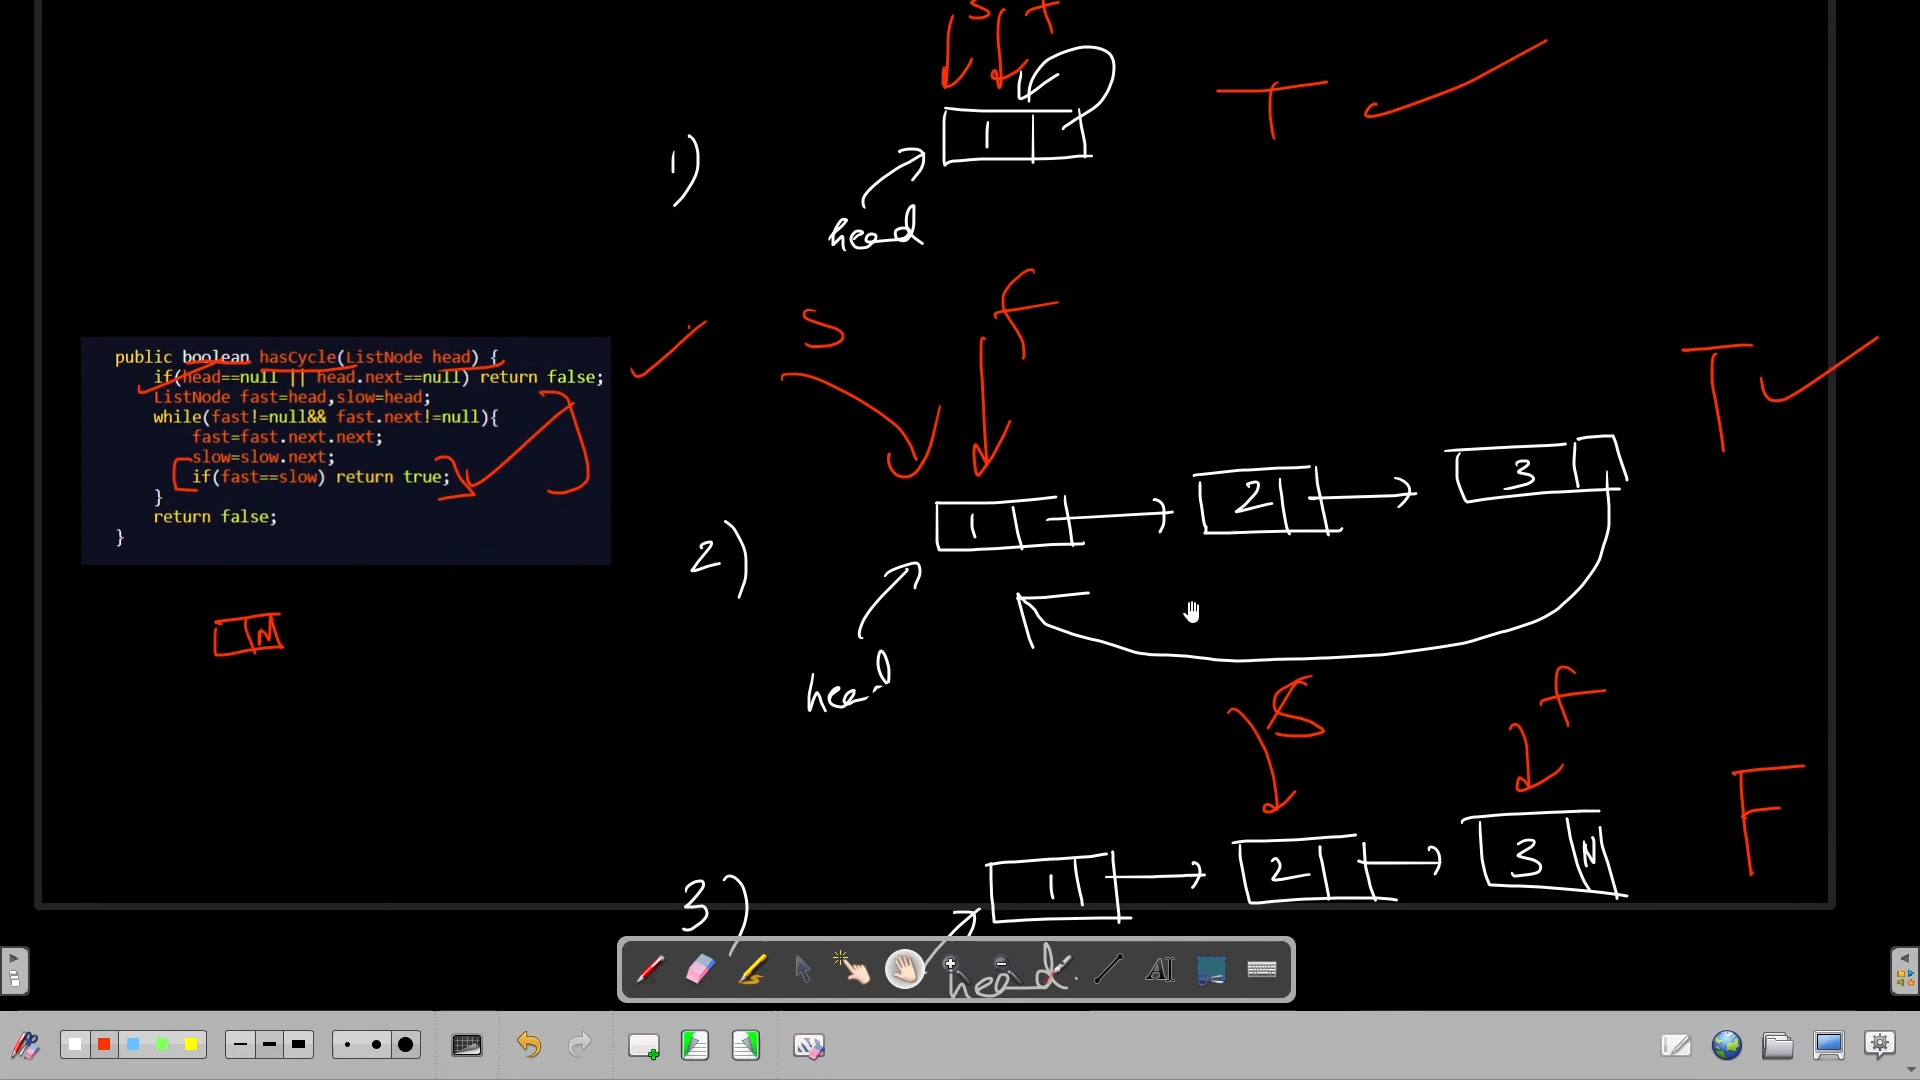 s f
T
1
1)
head
public boolean hasCycle(ListNode head) {
if(head==null || head.next==null) return false;
ListNode fast=head,slow=head;
while(fast!=null&& fast.next!=null){
fast=fast.next.next;
slow=slow.next;
if(fast==slow) return true;
}
return false;
}
N
s f
T
1 2 3
2)
head
S f
F
1 2 3 N
3)
head
AI